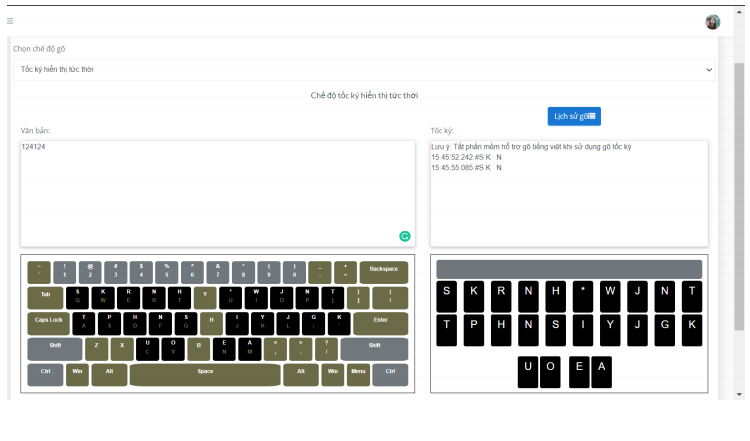 Chọn chế độ gõ
Tốc ký hiển thị tức thời
Chế độ tốc ký hiển thị tức thời
Lịch sử gõ
Văn bản:
Tốc ký:
124124
Lưu ý: Tắt phần mềm hỗ trợ gõ tiếng việt khi sử dụng gõ tốc ký
15:45:52.242 #S K N
15:45:55.085 #S K N
~ ! @ # $ % ^ & * ( ) _ + Backspace
` 1 2 3 4 5 6 7 8 9 0 - =
Tab S K R N H Y * W J N T } |
Q W E R T U I O P [ ] \
Caps Lock T P H N S H I Y J G K Enter
A S D F G J K L ; '
Shift Z X U O B E A < > ? Shift
C V N M , . /
Ctrl Win Alt Space Alt Win Menu Ctrl
S K R N H * W J N T
T P H N S I Y J G K
U O E A